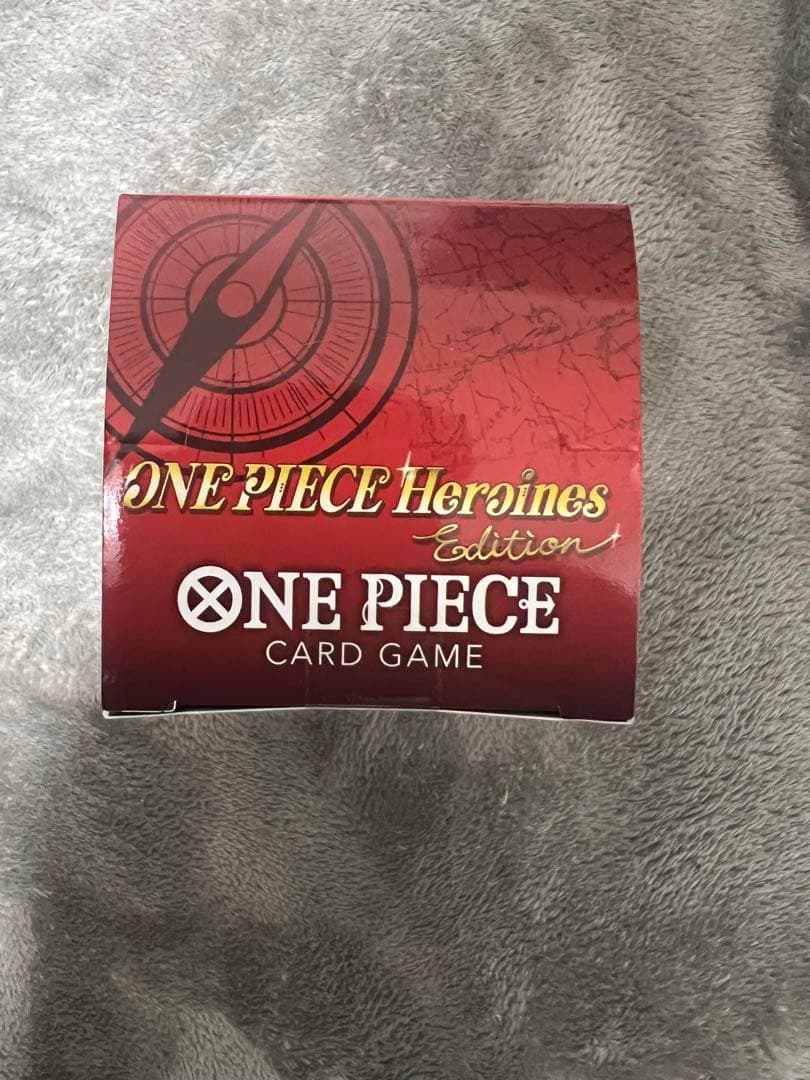 ONE PIECE Heroines
Edition
ONE PIECE
CARD GAME